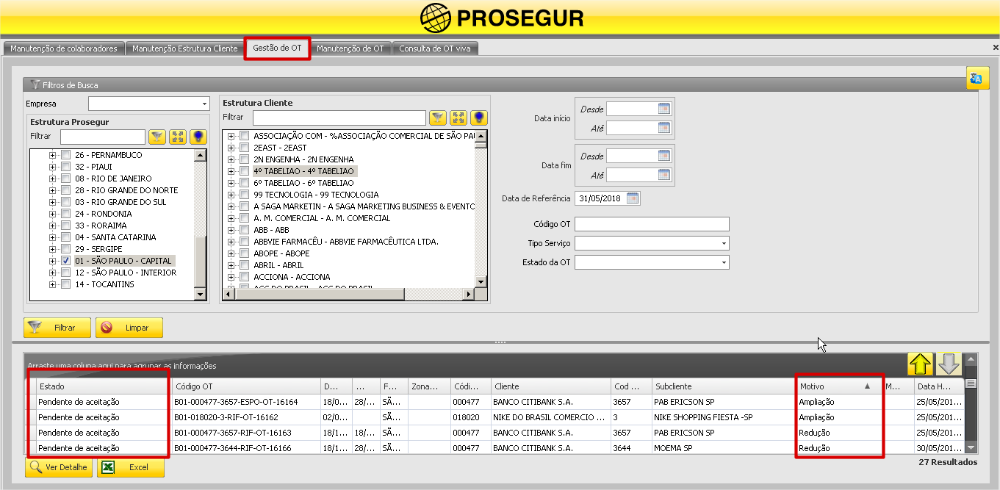 PROSEGUR
Manutenção de colaboradores Manutenção Estrutura Cliente Gestão de OT Manutenção de OT Consulta de OT viva
Filtros de Busca
Empresa
Estrutura Prosegur
Filtrar
26 - PERNAMBUCO
32 - PIAUI
08 - RIO DE JANEIRO
28 - RIO GRANDE DO NORTE
03 - RIO GRANDE DO SUL
24 - RONDONIA
33 - RORAIMA
04 - SANTA CATARINA
29 - SERGIPE
01 - SÃO PAULO - CAPITAL
12 - SÃO PAULO - INTERIOR
14 - TOCANTINS
Estrutura Cliente
Filtrar
ASSOCIAÇÃO COM - %ASSOCIAÇÃO COMERCIAL DE SÃO PAU
2EAST - 2EAST
2N ENGENHA - 2N ENGENHA
4º TABELIAO - 4º TABELIAO
6º TABELIAO - 6º TABELIAO
99 TECNOLOGIA - 99 TECNOLOGIA
A SAGA MARKETIN - A SAGA MARKETING BUSINESS & EVENTO
A. M. COMERCIAL - A. M. COMERCIAL
ABB - ABB
ABBVIE FARMACÊU - ABBVIE FARMACÊUTICA LTDA.
ABOPE - ABOPE
ABRIL - ABRIL
ACCIONA - ACCIONA
Data início
Desde
Até
Data fim
Desde
Até
Data de Referência 31/05/2018
Código OT
Tipo Serviço
Estado da OT
Filtrar Limpar
Arraste uma coluna aqui para agrupar as informações
Estado Código OT D... ... F... Zona... Códi... Cliente Cod ... Subcliente Motivo M... Data H...
Pendente de aceitação B01-000477-3657-ESPO-OT-16164 18/0... 28/... SÃ... 000477 BANCO CITIBANK S.A. 3657 PAB ERICSON SP Ampliação 25/05/201...
Pendente de aceitação B01-018020-3-RIF-OT-16162 02/0... SÃ... 018020 NIKE DO BRASIL COMERCIO ... 3 NIKE SHOPPING FIESTA -SP Ampliação 25/05/201...
Pendente de aceitação B01-000477-3657-RIF-OT-16163 18/1... 28/... SÃ... 000477 BANCO CITIBANK S.A. 3657 PAB ERICSON SP Redução 25/05/201...
Pendente de aceitação B01-000477-3644-RIF-OT-16166 18/1... 28/... SÃ... 000477 BANCO CITIBANK S.A. 3644 MOEMA SP Redução 30/05/201...
Ver Detalhe Excel
27 Resultados